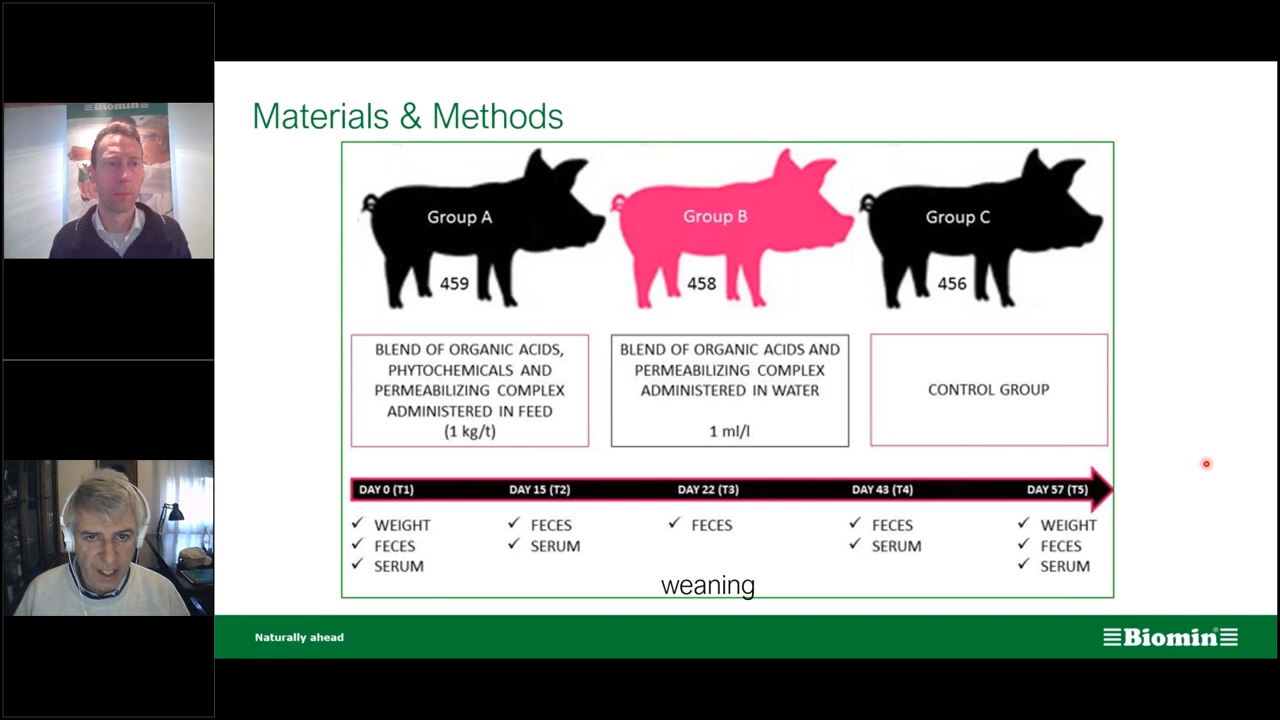 Biomin
Materials & Methods
Group A
459
Group B
458
Group C
456
BLEND OF ORGANIC ACIDS,
PHYTOCHEMICALS AND
PERMEABILIZING COMPLEX
ADMINISTERED IN FEED
(1 kg/t)
BLEND OF ORGANIC ACIDS AND
PERMEABILIZING COMPLEX
ADMINISTERED IN WATER
1 ml/l
CONTROL GROUP
DAY 0 (T1)
DAY 15 (T2)
DAY 22 (T3)
DAY 43 (T4)
DAY 57 (T5)
✓ WEIGHT
✓ FECES
✓ SERUM
✓ FECES
✓ SERUM
✓ FECES
✓ FECES
✓ SERUM
✓ WEIGHT
✓ FECES
✓ SERUM
weaning
Naturally ahead
Biomin®